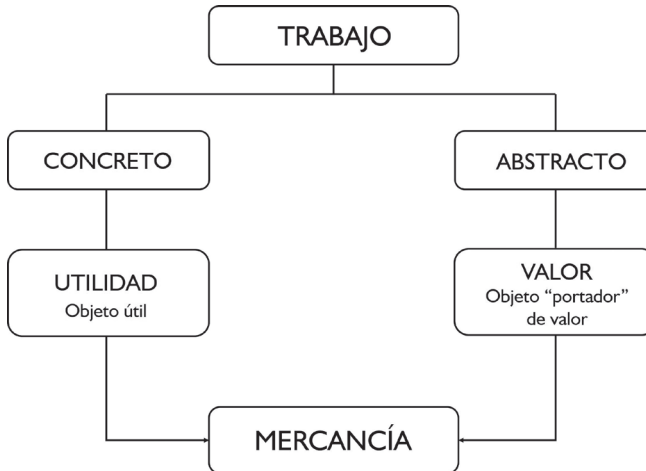 TRABAJO
CONCRETO
ABSTRACTO
UTILIDAD
Objeto útil
VALOR
Objeto “portador”
de valor
MERCANCÍA